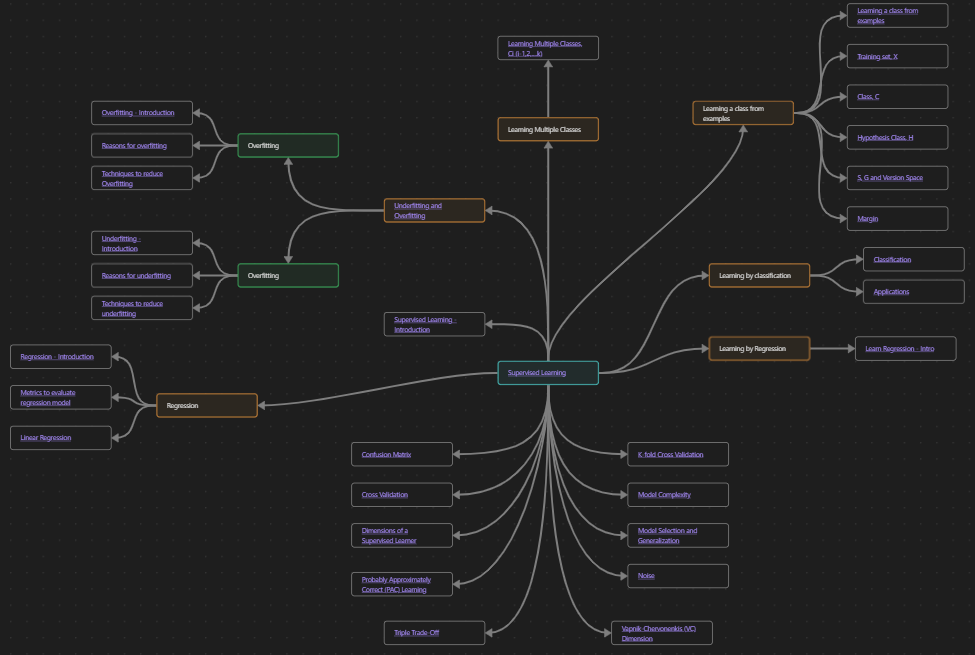 Learning a class from
examples
Learning Multiple Classes,
Training set, X
Class, C
Learning a class from
examples
Overfitting - Introduction
Learning Multiple Classes
Hypothesis Class, H
Reasons for overfitting
Overfitting
Techniques to reduce
Overfitting
S, G and Version Space
Underfitting and
Overfitting
Margin
Underfitting -
Introduction
Classification
Reasons for underfitting
Overfitting
Learning by classification
Applications
Techniques to reduce
underfitting
Supervised Learning -
Introduction
Regression - Introduction
Learning by Regression
Learn Regression - Intro
Supervised Learning
Metrics to evaluate
regression model
Regression
Linear Regression
Confusion Matrix
K-fold Cross Validation
Cross Validation
Model Complexity
Dimensions of a
Supervised Learner
Model Selection and
Generalization
Probably Approximately
Correct (PAC) Learning
Noise
Triple Trade-Off
Vapnik-Chervonenkis (VC)
Dimension